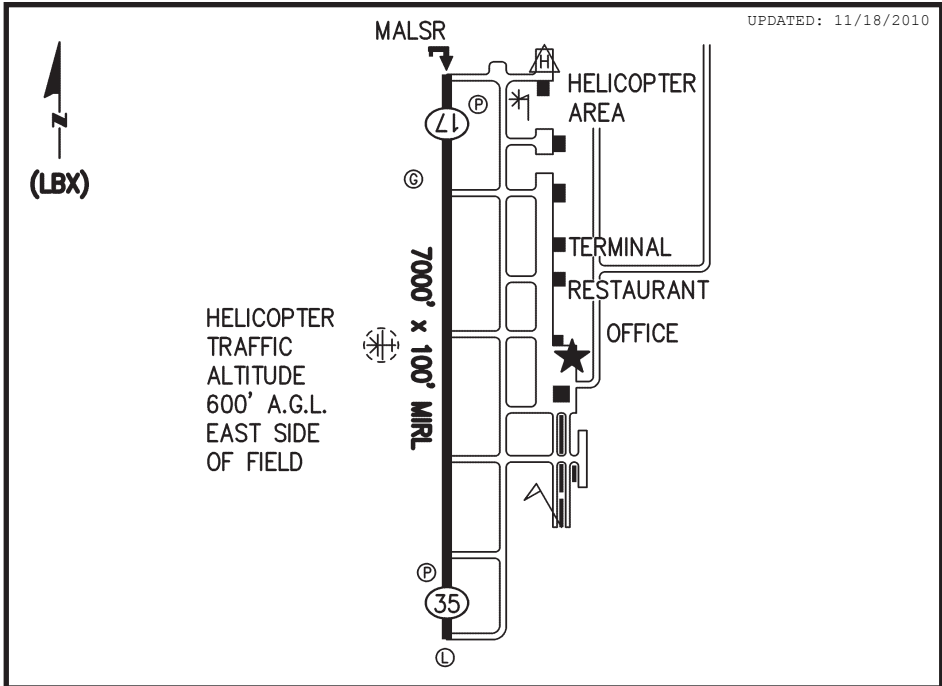 UPDATED: 11/18/2010
MALSR
H
HELICOPTER
AREA
P
17
N
(LBX)
G
7000' x 100' MIRL
TERMINAL
RESTAURANT
OFFICE
HELICOPTER
TRAFFIC
ALTITUDE
600' A.G.L.
EAST SIDE
OF FIELD
P
35
L